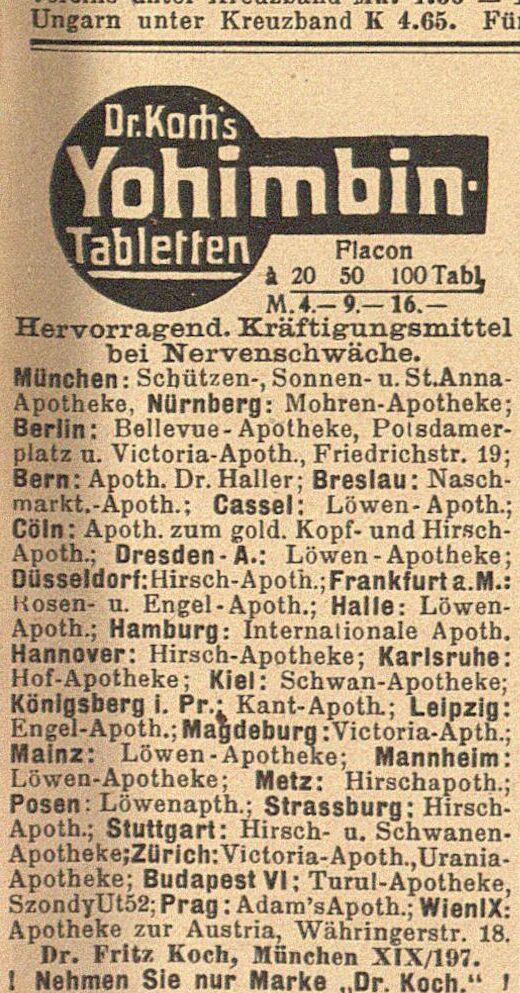 Ungarn unter Kreuzband K 4.65. Für
Dr. Koch's
Yohimbin-
Tabletten
Flacon
à 20 50 100 Tabl.
M. 4.— 9.— 16.—
Hervorragend. Kräftigungsmittel
bei Nervenschwäche.
München: Schützen-, Sonnen- u. St. Anna-
Apotheke, Nürnberg: Mohren-Apotheke;
Berlin: Bellevue-Apotheke, Potsdamer-
platz u. Victoria-Apoth., Friedrichstr. 19;
Bern: Apoth. Dr. Haller; Breslau: Nasch-
markt.-Apoth.; Cassel: Löwen-Apoth.;
Cöln: Apoth. zum gold. Kopf- und Hirsch-
Apoth.; Dresden-A.: Löwen-Apotheke;
Düsseldorf: Hirsch-Apoth.; Frankfurt a. M.:
Rosen- u. Engel-Apoth.; Halle: Löwen-
Apoth.; Hamburg: Internationale Apoth.
Hannover: Hirsch-Apotheke; Karlsruhe:
Hof-Apotheke; Kiel: Schwan-Apotheke;
Königsberg i. Pr.: Kant-Apoth.; Leipzig:
Engel-Apoth.; Magdeburg: Victoria-Apth.;
Mainz: Löwen-Apotheke; Mannheim:
Löwen-Apotheke; Metz: Hirschapoth.;
Posen: Löwenapth.; Strassburg: Hirsch-
Apoth.; Stuttgart: Hirsch- u. Schwanen-
Apotheke; Zürich: Victoria-Apoth., Urania-
Apotheke; Budapest VI: Turul-Apotheke,
Szondy Ut 52; Prag: Adam's Apoth.; Wien IX:
Apotheke zur Austria, Währingerstr. 18.
Dr. Fritz Koch, München XIX/197.
! Nehmen Sie nur Marke „Dr. Koch." !